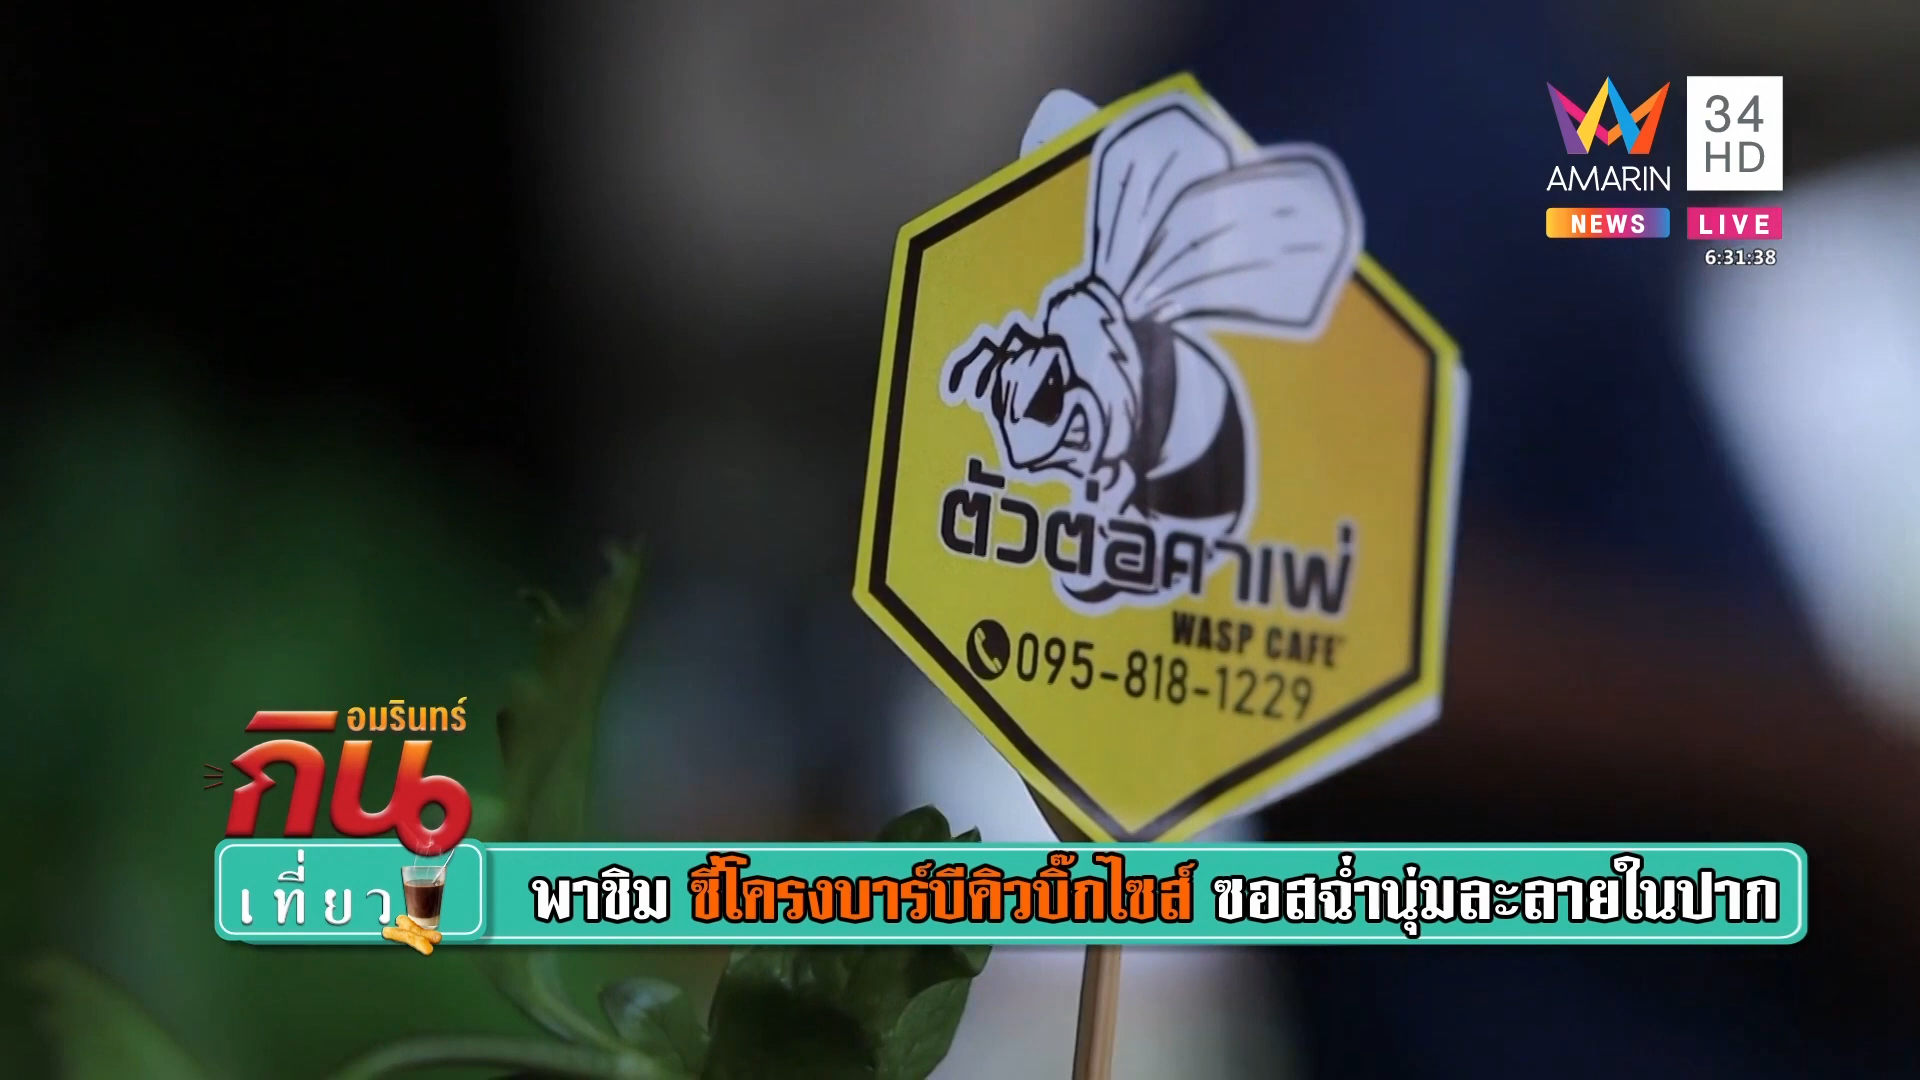 AMARIN
34
HD
NEWS
LIVE
6:31:38
ตัวต่อคาเฟ่
WASP CAFE
095-818-1229
อมรินทร์
กิน
เที่ยว
พาชิม ซี่โครงบาร์บีคิวบิ๊กไซส์ ซอสฉ่ำนุ่มละลายในปาก